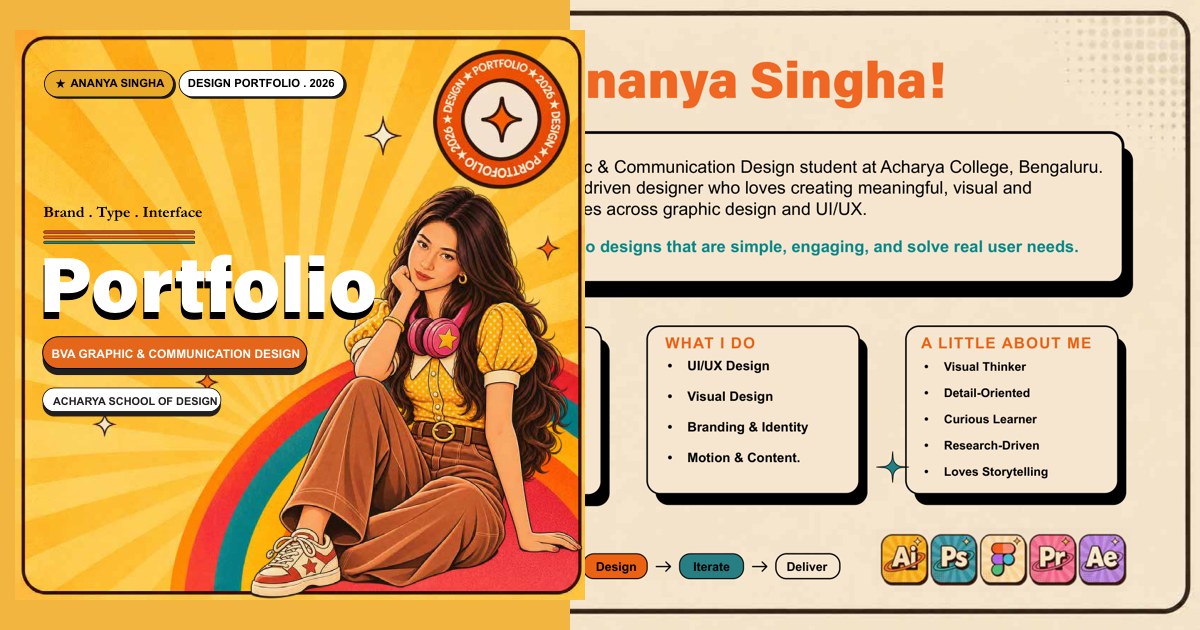 ★ ANANYA SINGHA
DESIGN PORTFOLIO . 2026
★ PORTFOLIO ★ 2026 ★ DESIGN ★ PORTTOFOLIO ★ 2026 ★ DESIGN
Brand . Type . Interface
Portfolio
BVA GRAPHIC & COMMUNICATION DESIGN
ACHARYA SCHOOL OF DESIGN
nanya Singha!
c & Communication Design student at Acharya College, Bengaluru.
driven designer who loves creating meaningful, visual and
es across graphic design and UI/UX.
o designs that are simple, engaging, and solve real user needs.
WHAT I DO
• UI/UX Design
• Visual Design
• Branding & Identity
• Motion & Content.
A LITTLE ABOUT ME
• Visual Thinker
• Detail-Oriented
• Curious Learner
• Research-Driven
• Loves Storytelling
Design → Iterate → Deliver
Ai Ps Pr Ae